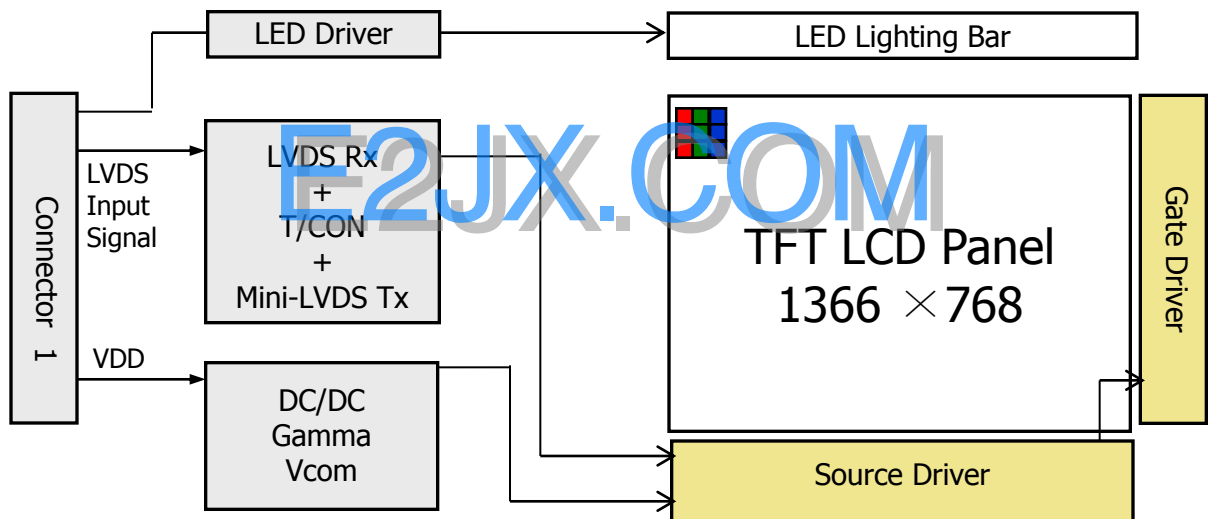 LED Driver
LED Lighting Bar
Connector 1
LVDS
Input
Signal
LVDS Rx
+
T/CON
+
Mini-LVDS Tx
E2JX.COM
TFT LCD Panel
1366 ×768
Gate Driver
VDD
DC/DC
Gamma
Vcom
Source Driver